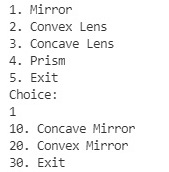 1. Mirror
2. Convex Lens
3. Concave Lens
4. Prism
5. Exit
Choice:
1
10. Concave Mirror
20. Convex Mirror
30. Exit